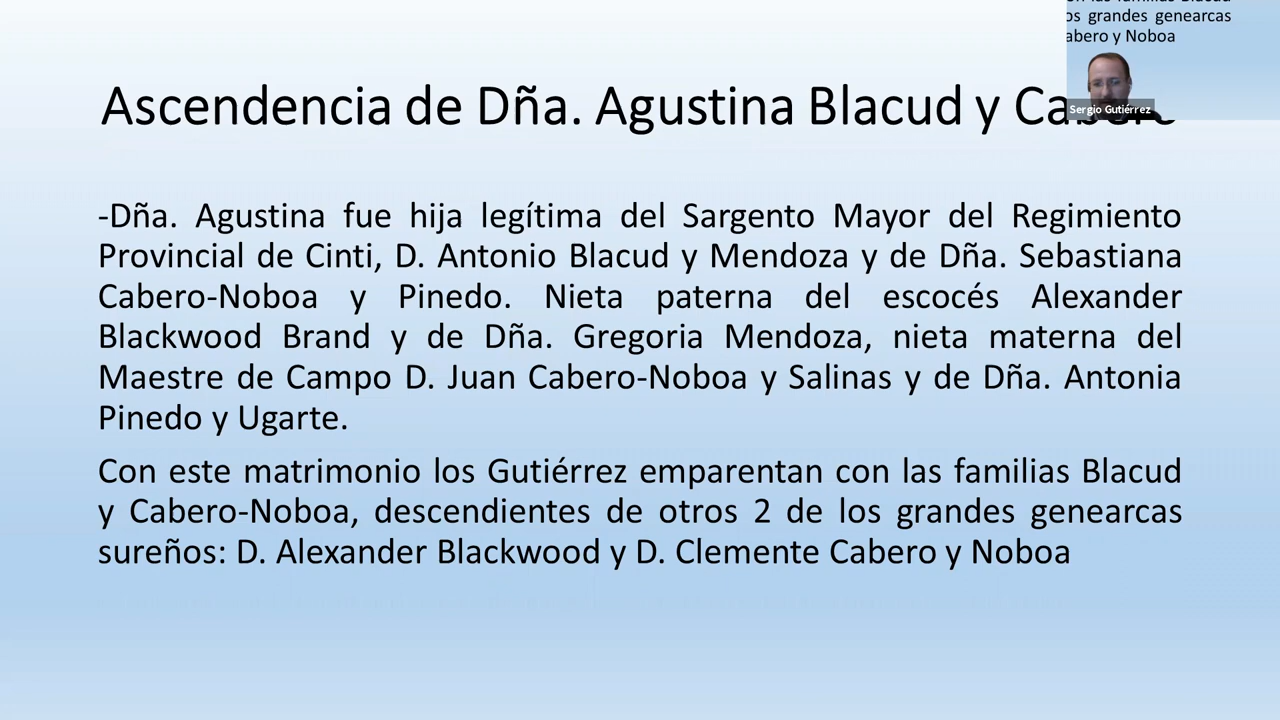 os grandes genearcas
abero y Noboa
Sergio Gutiérrez
Ascendencia de Dña. Agustina Blacud y Cabero
-Dña. Agustina fue hija legítima del Sargento Mayor del Regimiento
Provincial de Cinti, D. Antonio Blacud y Mendoza y de Dña. Sebastiana
Cabero-Noboa y Pinedo. Nieta paterna del escocés Alexander
Blackwood Brand y de Dña. Gregoria Mendoza, nieta materna del
Maestre de Campo D. Juan Cabero-Noboa y Salinas y de Dña. Antonia
Pinedo y Ugarte.
Con este matrimonio los Gutiérrez emparentan con las familias Blacud
y Cabero-Noboa, descendientes de otros 2 de los grandes genearcas
sureños: D. Alexander Blackwood y D. Clemente Cabero y Noboa